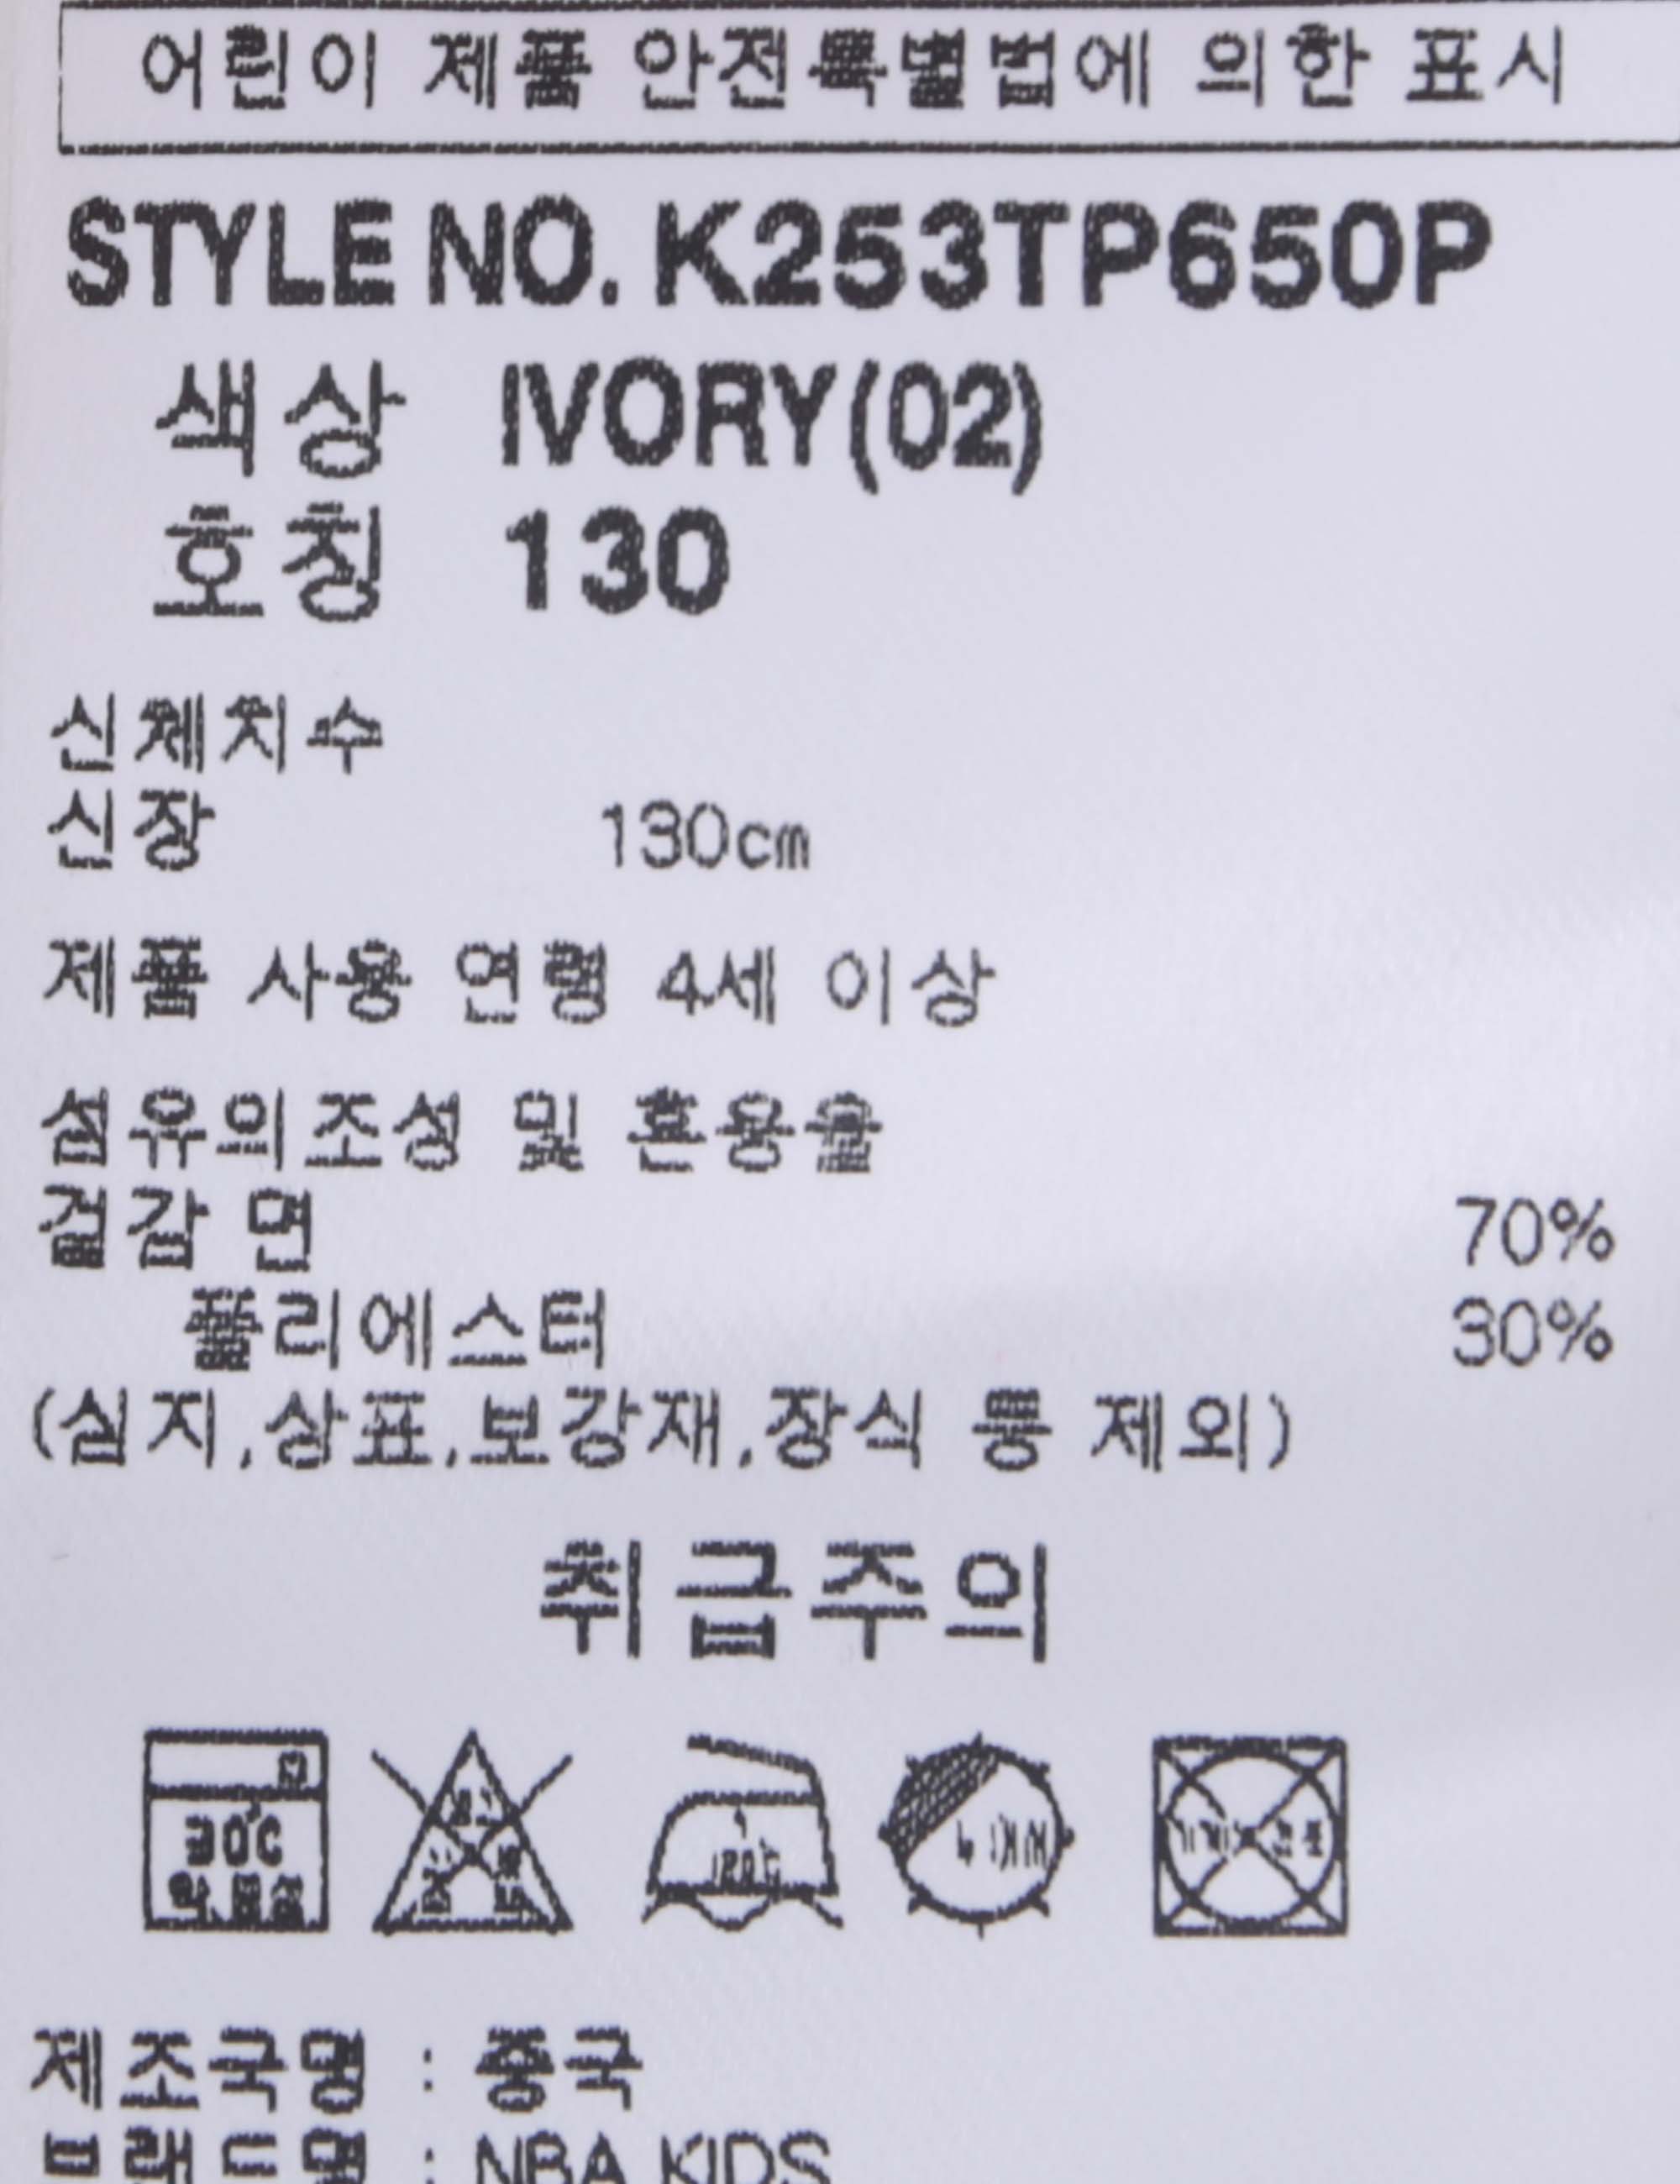 어린이 제품 안전특별법에 의한 표시
STYLE NO. K253TP650P
색상 IVORY(02)
호칭 130
신체치수
신장 130cm
제품 사용 연령 4세 이상
섬유의조성 및 혼용율
겉감 면 70%
폴리에스터 30%
(심지,상표,보강재,장식 등 제외)
취급주의
30℃
약 중성
180℃
제조국명 : 중국
브랜드명 : NBA KIDS